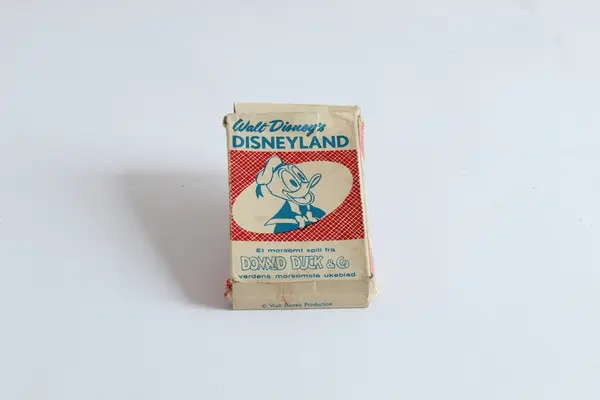 Walt Disney's
DISNEYLAND
Et morsomt spill fra
DONALD DUCK & Co
verdens morsomste ukeblad
© Walt Disney Production